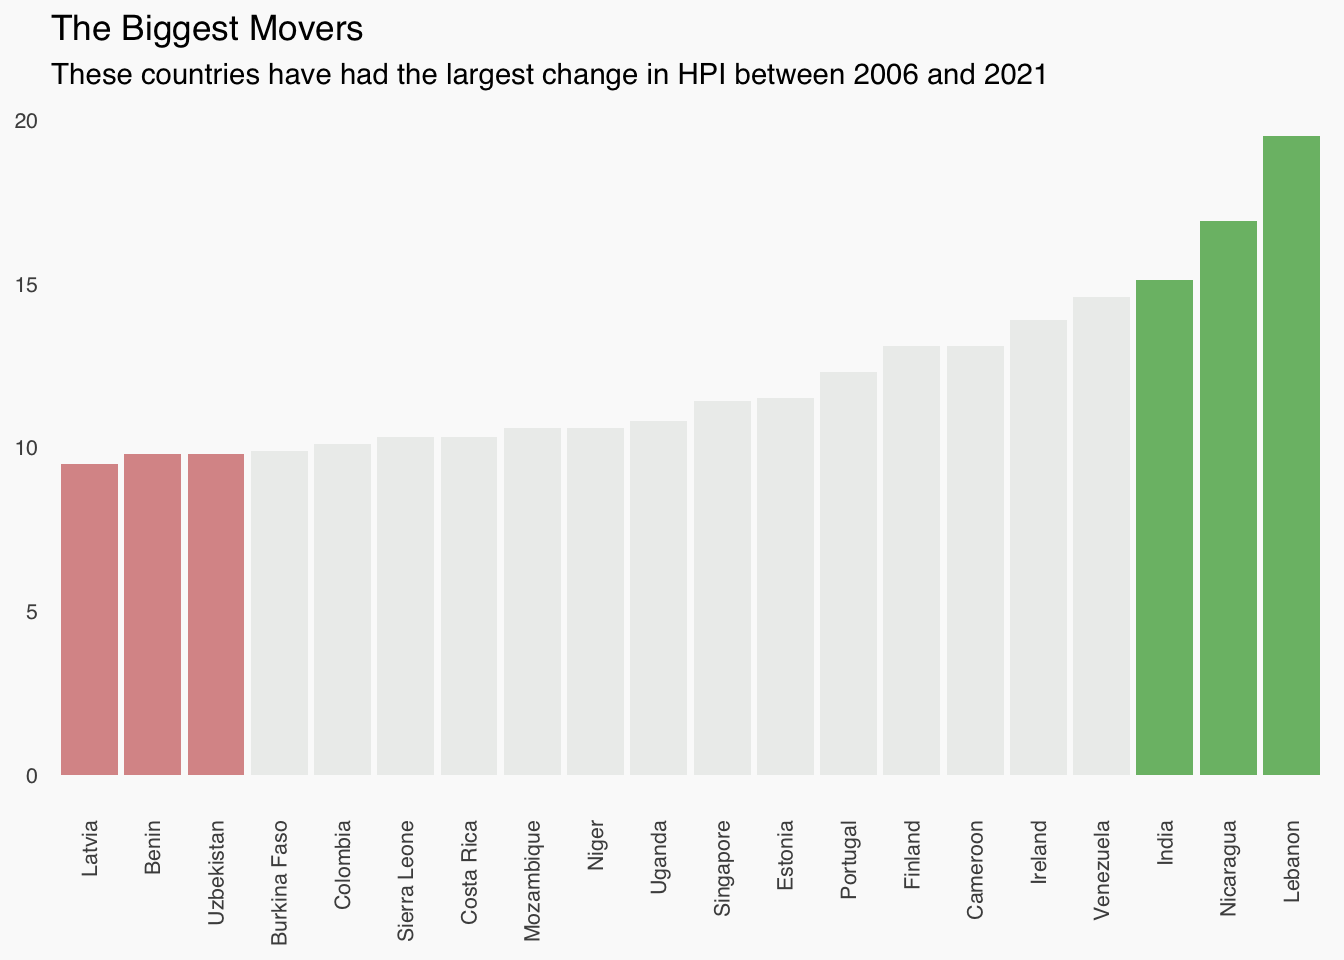 The Biggest Movers
These countries have had the largest change in HPI between 2006 and 2021
20
15
10
5
0
Latvia
Benin
Uzbekistan
Burkina Faso
Colombia
Sierra Leone
Costa Rica
Mozambique
Niger
Uganda
Singapore
Estonia
Portugal
Finland
Cameroon
Ireland
Venezuela
India
Nicaragua
Lebanon